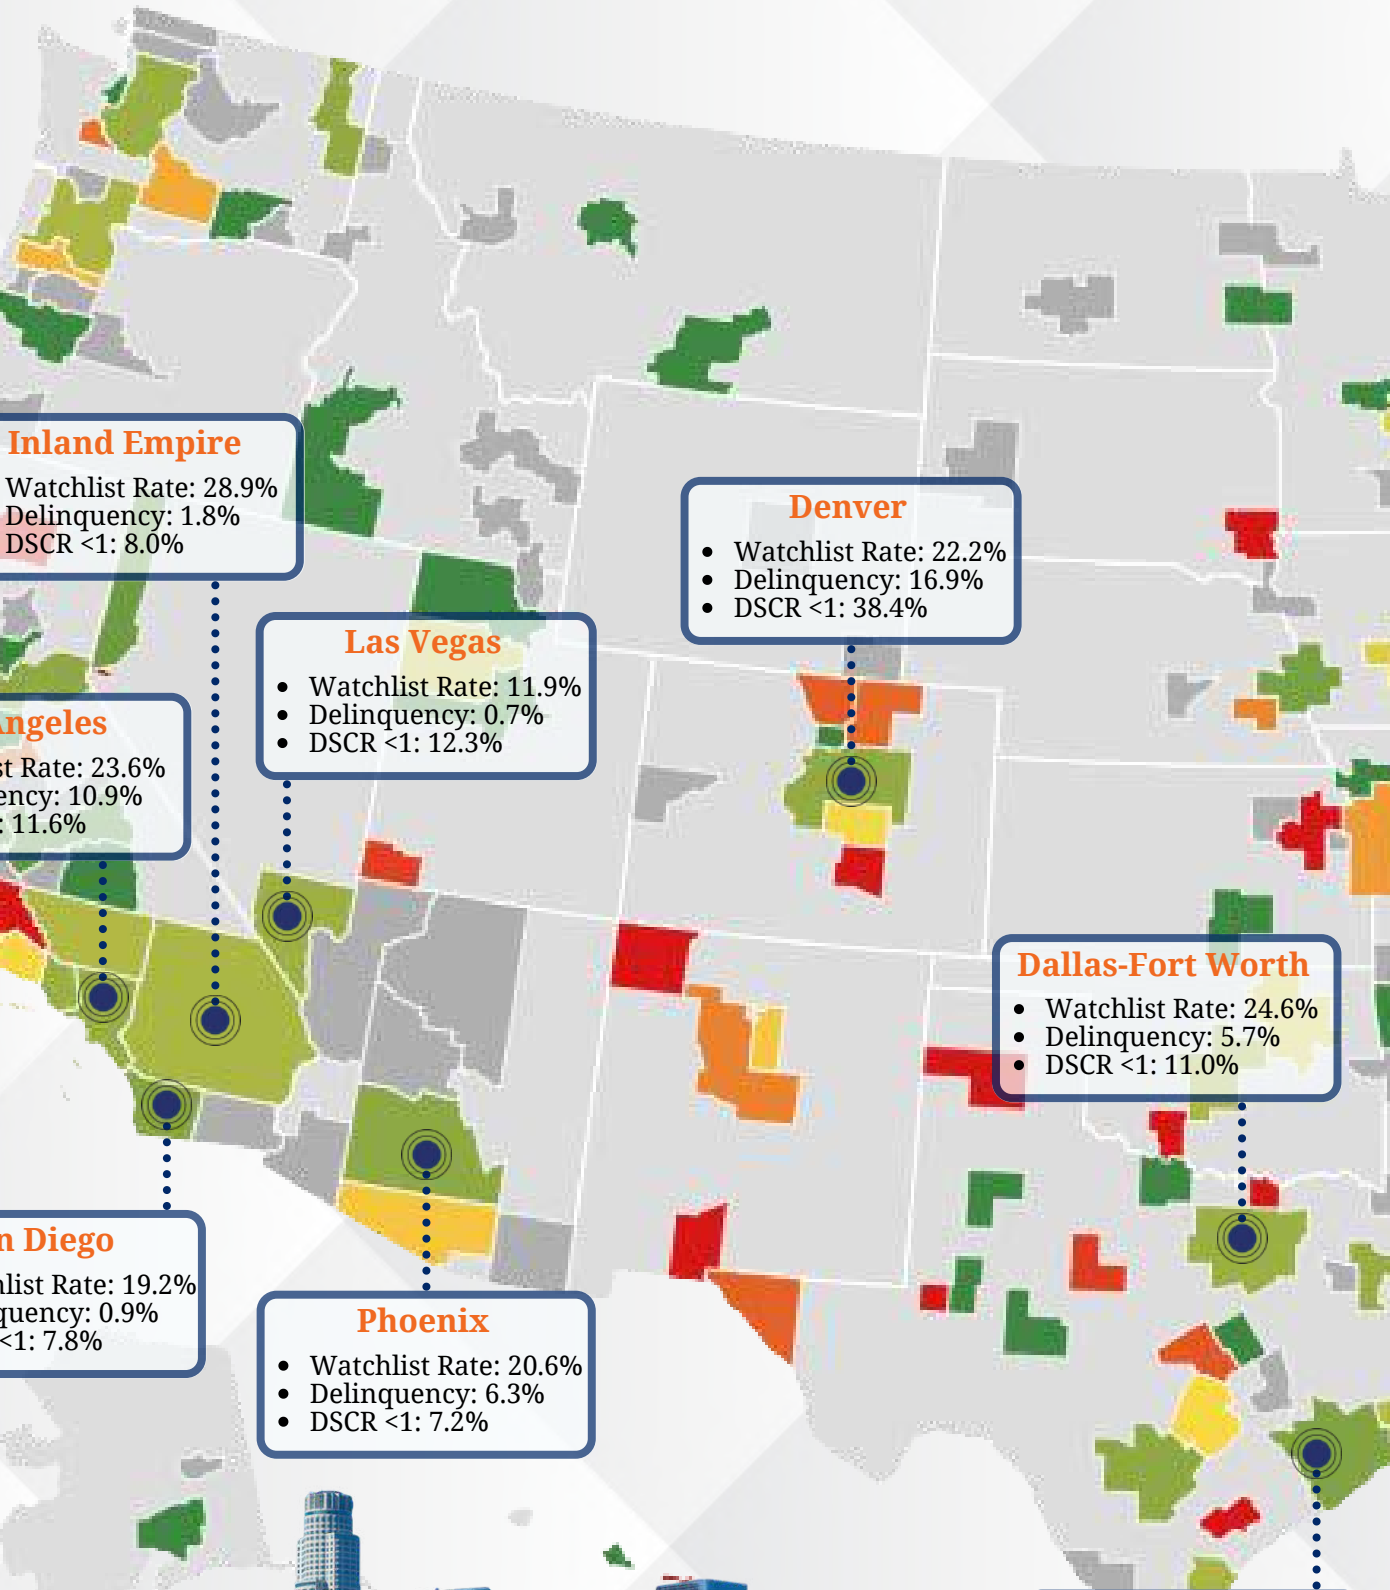 Inland Empire
Watchlist Rate: 28.9%
Delinquency: 1.8%
DSCR <1: 8.0%
Denver
• Watchlist Rate: 22.2%
• Delinquency: 16.9%
• DSCR <1: 38.4%
Las Vegas
• Watchlist Rate: 11.9%
• Delinquency: 0.7%
• DSCR <1: 12.3%
Angeles
st Rate: 23.6%
ency: 10.9%
: 11.6%
Dallas-Fort Worth
• Watchlist Rate: 24.6%
• Delinquency: 5.7%
• DSCR <1: 11.0%
n Diego
hlist Rate: 19.2%
quency: 0.9%
<1: 7.8%
Phoenix
• Watchlist Rate: 20.6%
• Delinquency: 6.3%
• DSCR <1: 7.2%